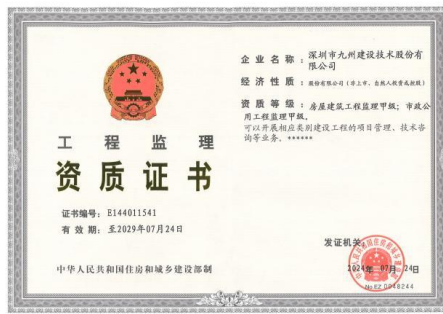 工程监理
资质证书
证书编号：E144011541
有效期：至2029年07月24日
中华人民共和国住房和城乡建设部制
企业名称：深圳市九州建设技术股份有
限公司
经济性质：股份有限公司（非上市、自然人投资或控股）
资质等级：房屋建筑工程监理甲级；市政公
用工程监理甲级。
可以开展相应类别建设工程的项目管理、技术咨
询等业务。******
发证机关：
2024年07月24日
No.EZ 0046244